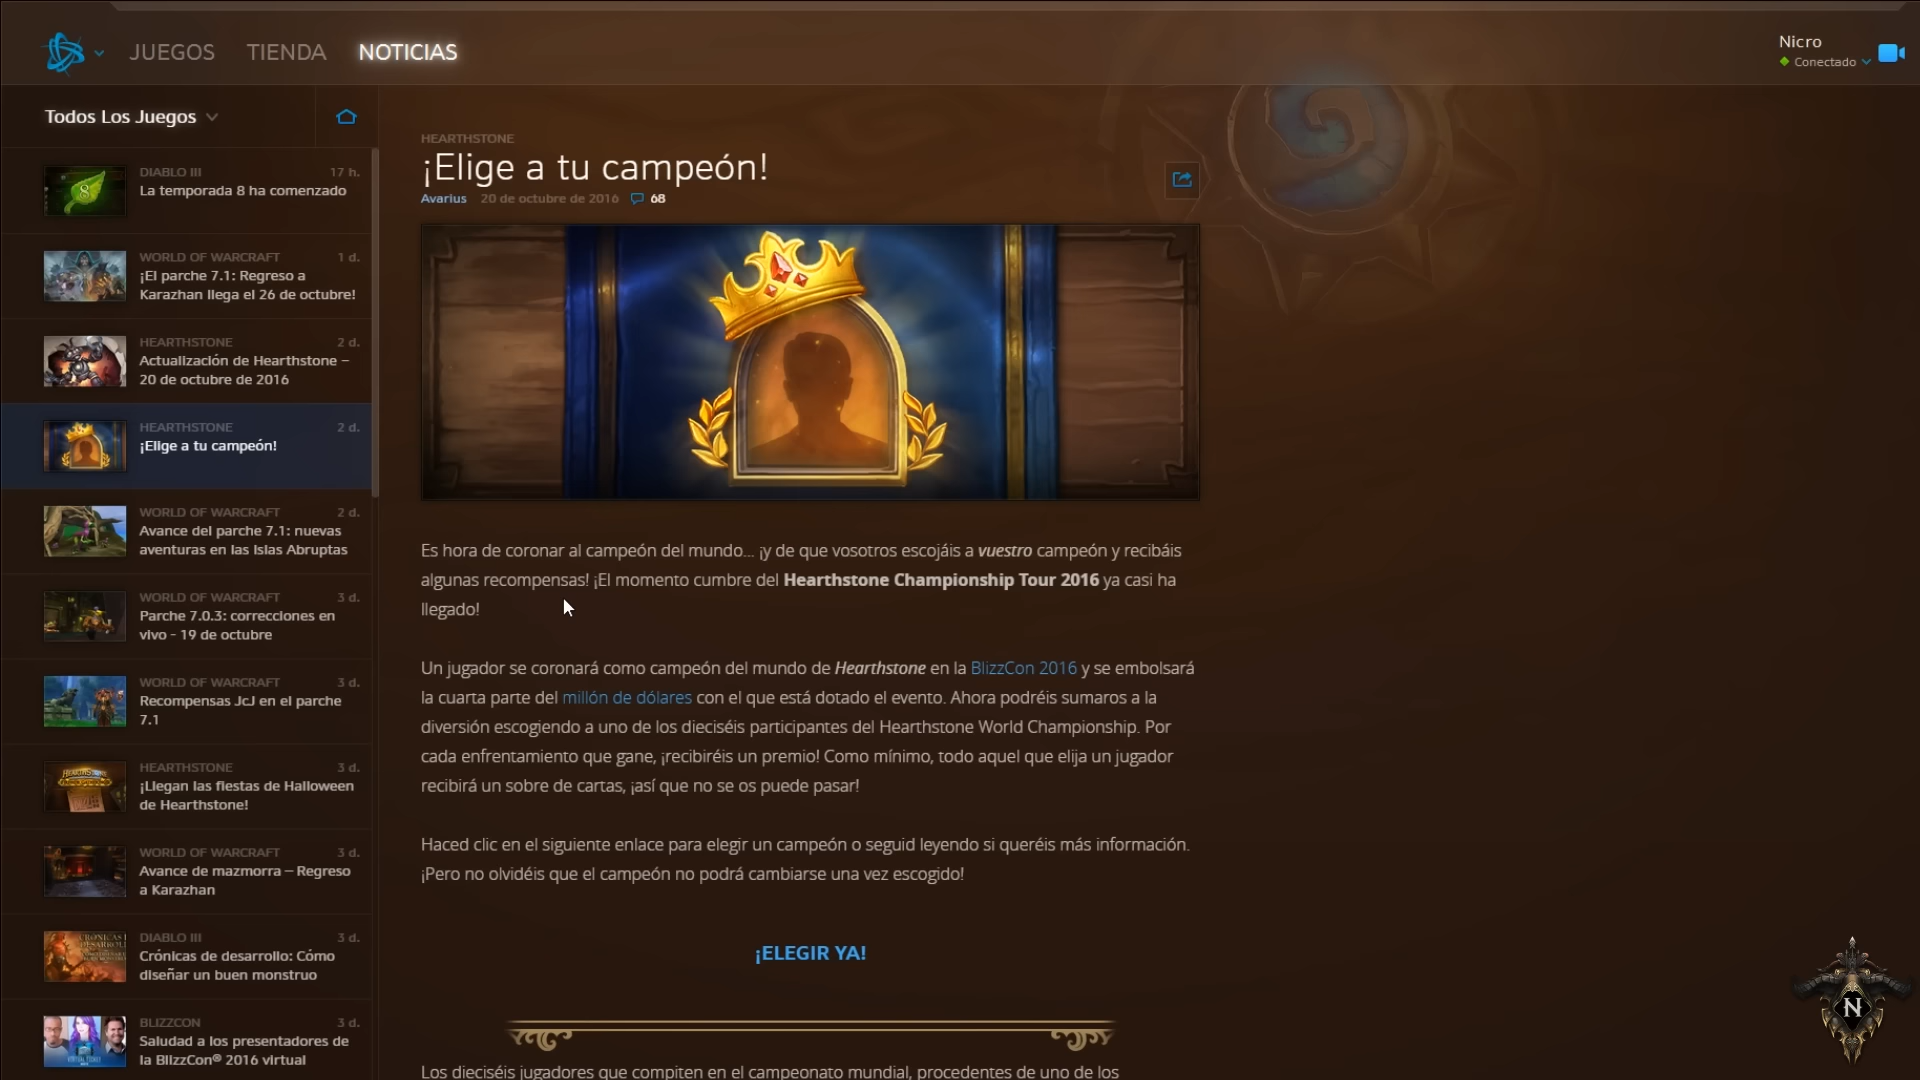 JUEGOS TIENDA NOTICIAS
Nicro
Conectado
Todos Los Juegos
DIABLO III 17 h.
La temporada 8 ha comenzado
WORLD OF WARCRAFT 1 d.
¡El parche 7.1: Regreso a
Karazhan llega el 26 de octubre!
HEARTHSTONE 2 d.
Actualización de Hearthstone –
20 de octubre de 2016
HEARTHSTONE 2 d.
¡Elige a tu campeón!
WORLD OF WARCRAFT 2 d.
Avance del parche 7.1: nuevas
aventuras en las Islas Abruptas
WORLD OF WARCRAFT 3 d.
Parche 7.0.3: correcciones en
vivo - 19 de octubre
WORLD OF WARCRAFT 3 d.
Recompensas JcJ en el parche
7.1
HEARTHSTONE 3 d.
¡Llegan las fiestas de Halloween
de Hearthstone!
WORLD OF WARCRAFT 3 d.
Avance de mazmorra – Regreso
a Karazhan
DIABLO III 3 d.
Crónicas de desarrollo: Cómo
diseñar un buen monstruo
BLIZZCON 3 d.
Saludad a los presentadores de
la BlizzCon® 2016 virtual
HEARTHSTONE
¡Elige a tu campeón!
Avarius 20 de octubre de 2016 68
Es hora de coronar al campeón del mundo... ¡y de que vosotros escojáis a vuestro campeón y recibáis
algunas recompensas! ¡El momento cumbre del Hearthstone Championship Tour 2016 ya casi ha
llegado!
Un jugador se coronará como campeón del mundo de Hearthstone en la BlizzCon 2016 y se embolsará
la cuarta parte del millón de dólares con el que está dotado el evento. Ahora podréis sumaros a la
diversión escogiendo a uno de los dieciséis participantes del Hearthstone World Championship. Por
cada enfrentamiento que gane, ¡recibiréis un premio! Como mínimo, todo aquel que elija un jugador
recibirá un sobre de cartas, ¡así que no se os puede pasar!
Haced clic en el siguiente enlace para elegir un campeón o seguid leyendo si queréis más información.
¡Pero no olvidéis que el campeón no podrá cambiarse una vez escogido!
¡ELEGIR YA!
Los dieciséis jugadores que compiten en el campeonato mundial, procedentes de uno de los
N